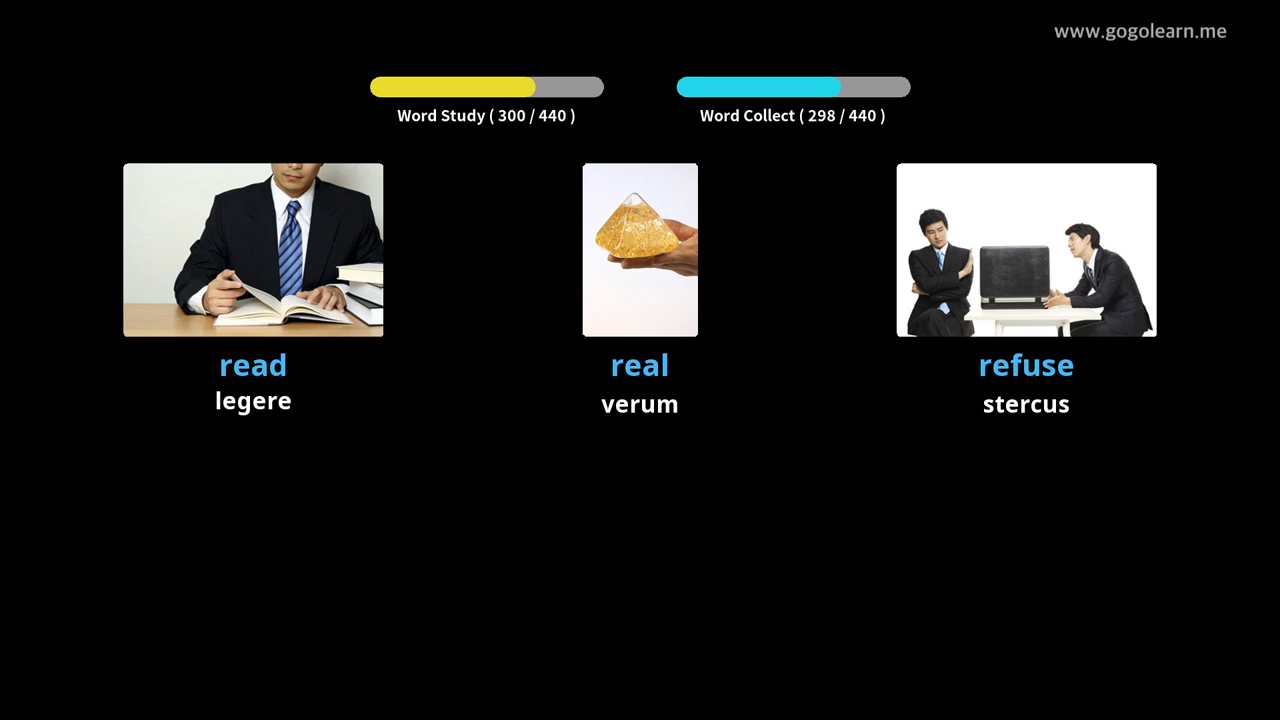 www.gogolearn.me
Word Study ( 300 / 440 )
Word Collect ( 298 / 440 )
read
legere
real
verum
refuse
stercus